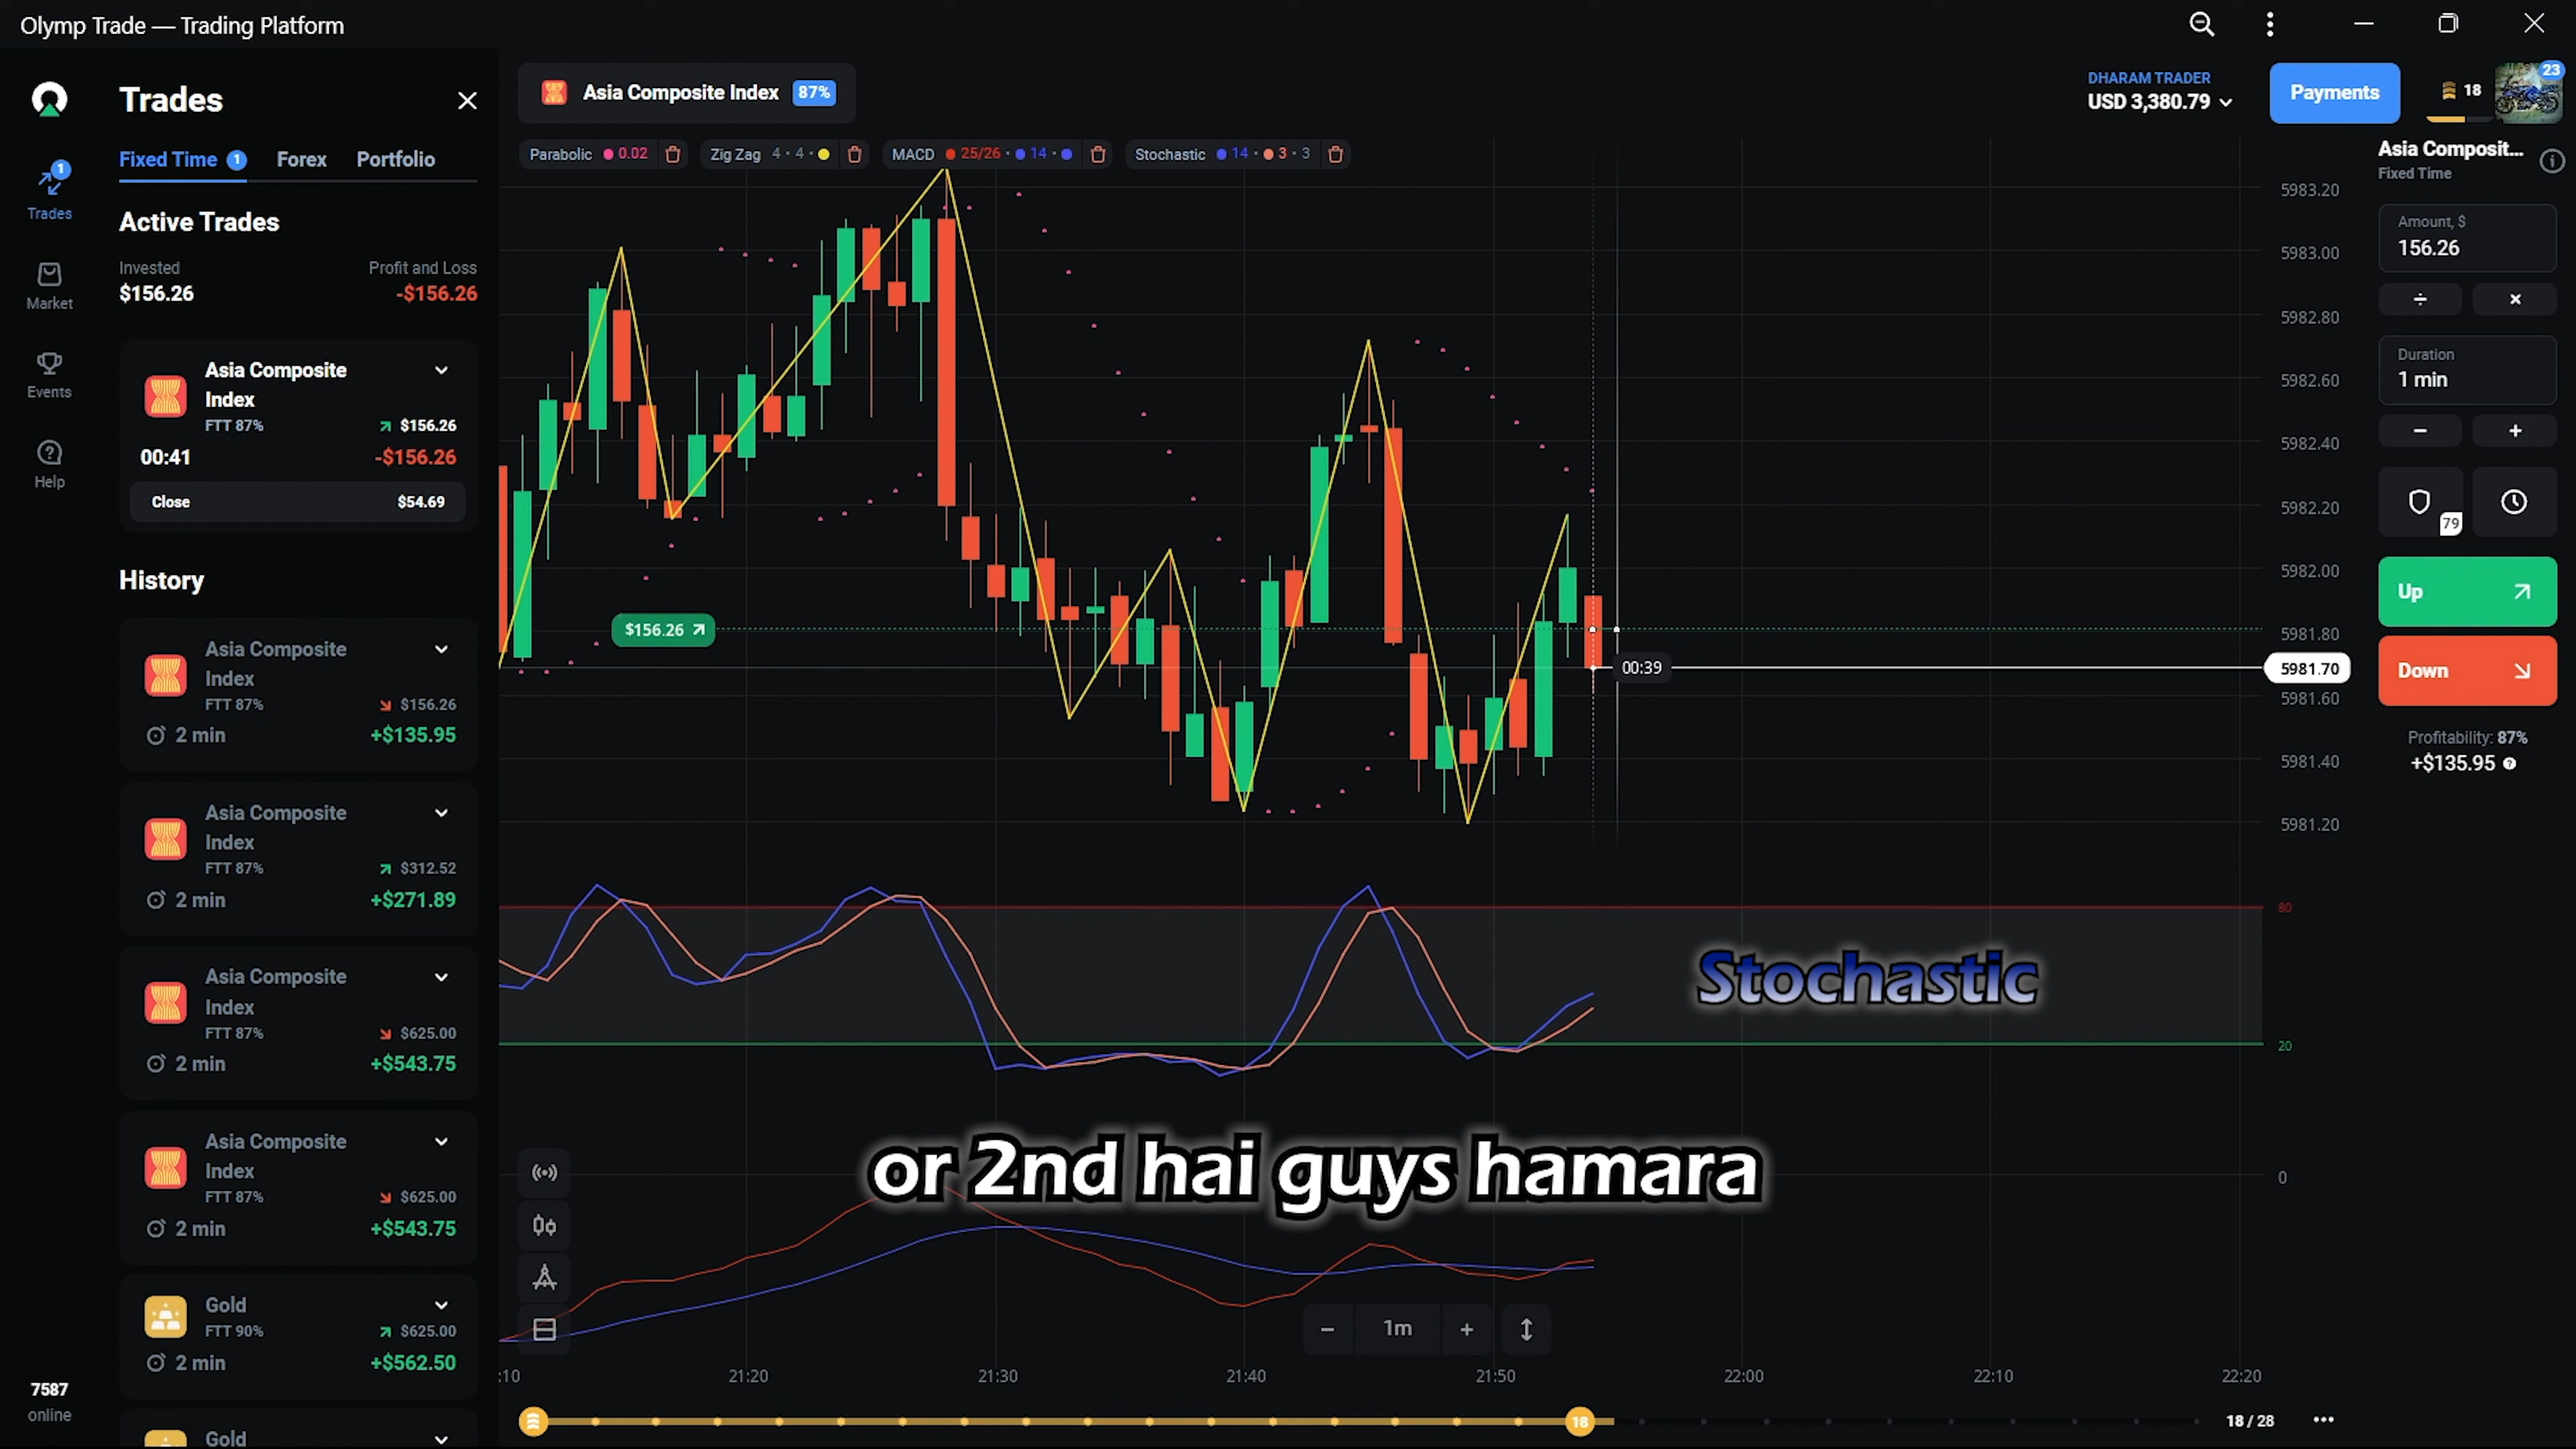 Olymp Trade — Trading Platform
Trades
Fixed Time 1 Forex Portfolio
Active Trades
Invested Profit and Loss
$156.26 -$156.26
Asia Composite
Index
FTT 87% $156.26
00:41 -$156.26
Close $54.69
History
Asia Composite
Index
FTT 87% $156.26
2 min +$135.95
Asia Composite
Index
FTT 87% $312.52
2 min +$271.89
Asia Composite
Index
FTT 87% $625.00
2 min +$543.75
Asia Composite
Index
FTT 87% $625.00
2 min +$543.75
Gold
FTT 90% $625.00
2 min +$562.50
Gold
1
Trades
Market
Events
Help
7587
online
Asia Composite Index 87%
DHARAM TRADER
USD 3,380.79
Payments
18
23
Parabolic 0.02 Zig Zag 4 · 4 · MACD 25/26 · 14 · Stochastic 14 · 3 · 3
5983.20
5983.00
5982.80
5982.60
5982.40
5982.20
5982.00
5981.80
5981.70
5981.60
5981.40
5981.20
$156.26
00:39
80
20
0
Stochastic
or 2nd hai guys hamara
1m
:10 21:20 21:30 21:40 21:50 22:00 22:10 22:20
18
18 / 28
Asia Composit...
Fixed Time
Amount, $
156.26
÷ ×
Duration
1 min
− +
79
Up
Down
Profitability: 87%
+$135.95